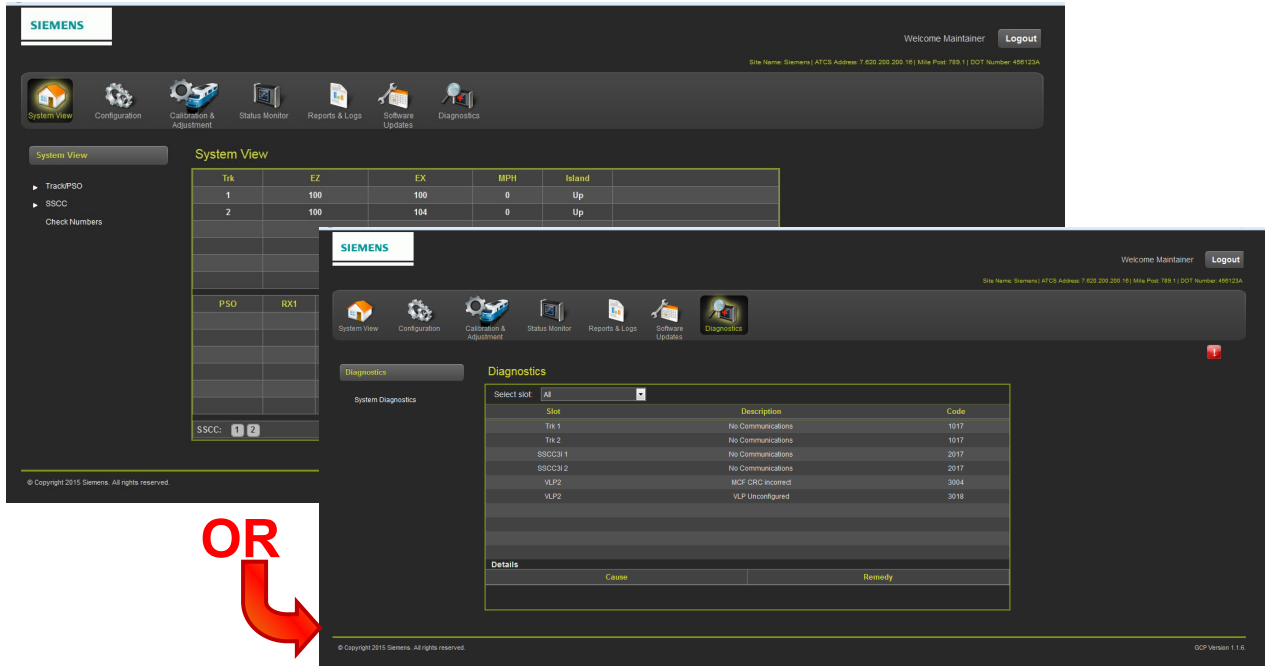 SIEMENS
Welcome Maintainer Logout
Site Name: Siemens | ATCS Address: 7.620.200.200.16 | Mile Post: 789.1 | DOT Number: 456123A
System View Configuration Calibration & Adjustment Status Monitor Reports & Logs Software Updates Diagnostics
System View
Track/PSO
SSCC
Check Numbers
System View
Trk EZ EX MPH Island
1 100 100 0 Up
2 100 104 0 Up
PSO RX1
SSCC: 1 2
© Copyright 2015 Siemens. All rights reserved.
OR
SIEMENS
Welcome Maintainer Logout
Site Name: Siemens | ATCS Address: 7.620.200.200.16 | Mile Post: 789.1 | DOT Number: 456123A
System View Configuration Calibration & Adjustment Status Monitor Reports & Logs Software Updates Diagnostics
!
Diagnostics
System Diagnostics
Diagnostics
Select slot: All
Slot Description Code
Trk 1 No Communications 1017
Trk 2 No Communications 1017
SSCC3I 1 No Communications 2017
SSCC3I 2 No Communications 2017
VLP2 MCF CRC incorrect 3004
VLP2 VLP Unconfigured 3018
Details
Cause Remedy
© Copyright 2015 Siemens. All rights reserved.
GCP Version 1.1.6.